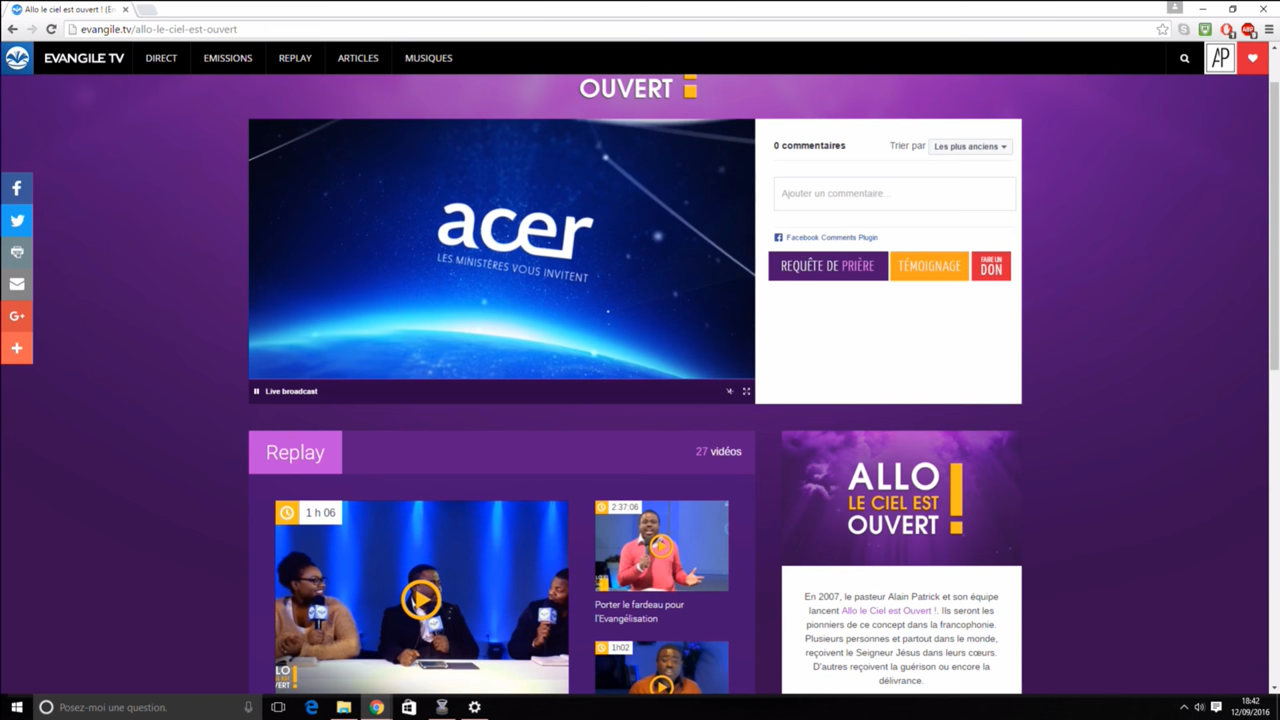 Allo le ciel est ouvert ! (En
evangile.tv/allo-le-ciel-est-ouvert
EVANGILE TV
DIRECT
EMISSIONS
REPLAY
ARTICLES
MUSIQUES
AP
OUVERT !
acer
LES MINISTÈRES VOUS INVITENT
Live broadcast
0 commentaires
Trier par
Les plus anciens
Ajouter un commentaire...
Facebook Comments Plugin
REQUÊTE DE PRIÈRE
TÉMOIGNAGE
FAIRE UN
DON
Replay
27 vidéos
1 h 06
2:37:06
Porter le fardeau pour
l'Evangélisation
1h02
ALLO
LE CIEL EST
OUVERT !
En 2007, le pasteur Alain Patrick et son équipe
lancent Allo le Ciel est Ouvert !. Ils seront les
pionniers de ce concept dans la francophonie.
Plusieurs personnes et partout dans le monde,
reçoivent le Seigneur Jésus dans leurs cœurs.
D'autres reçoivent la guérison ou encore la
délivrance.
Posez-moi une question.
18:42
12/09/2016